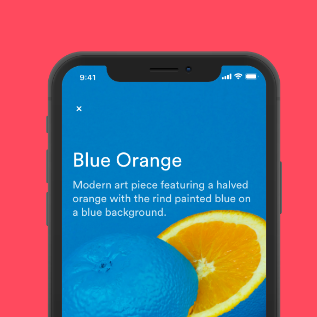 9:41
×
Blue Orange
Modern art piece featuring a halved
orange with the rind painted blue on
a blue background.